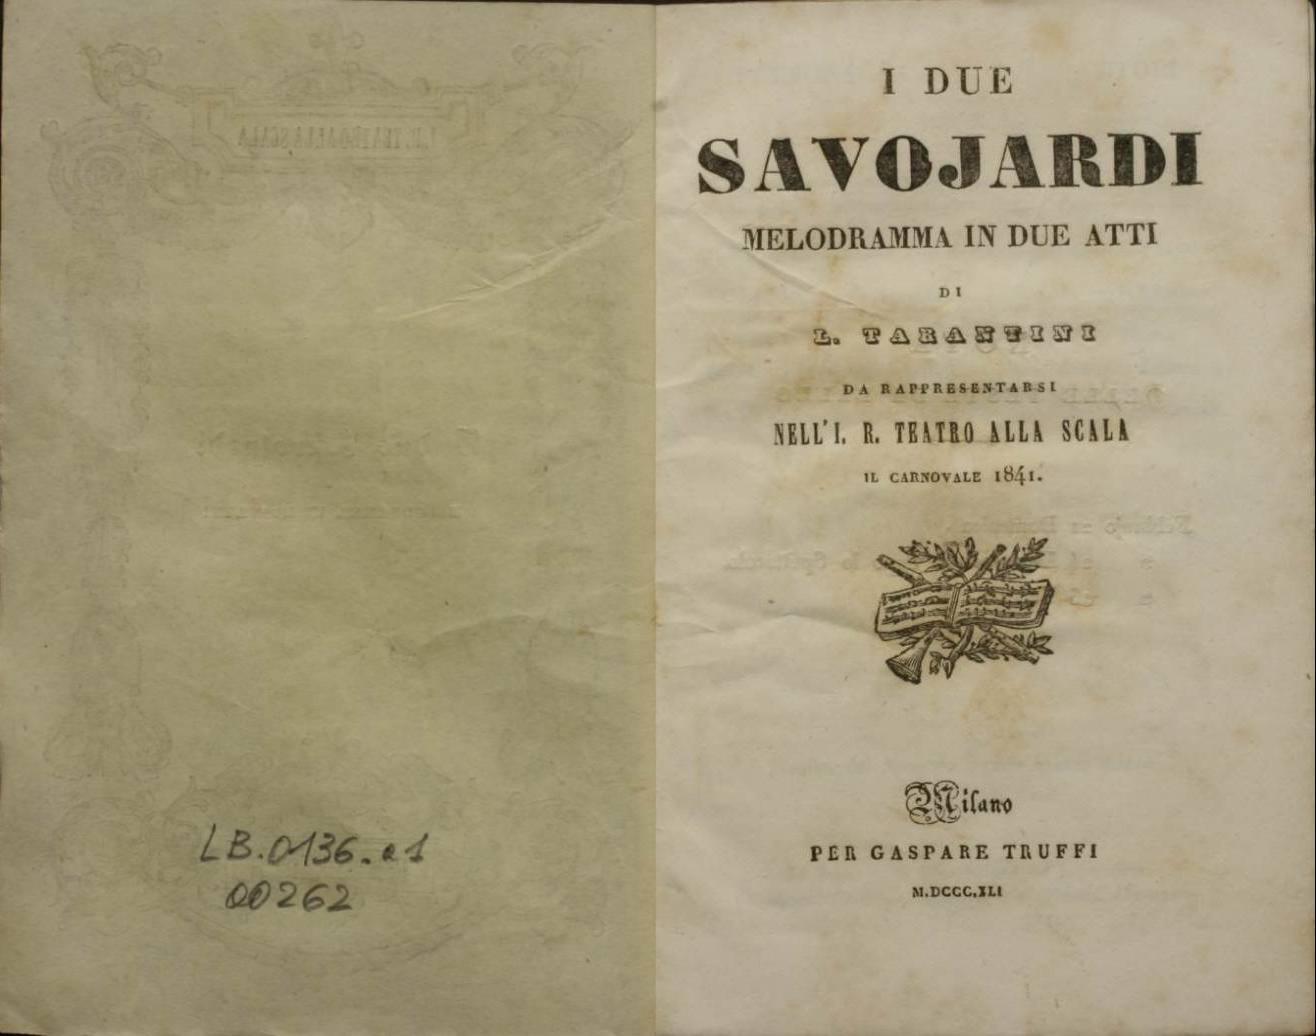 LB.0136.a1
00262
I DUE
SAVOJARDI
MELODRAMMA IN DUE ATTI
DI
L. TARANTINI
DA RAPPRESENTARSI
NELL'I. R. TEATRO ALLA SCALA
IL CARNOVALE 1841.
Milano
PER GASPARE TRUFFI
M.DCCC.XLI